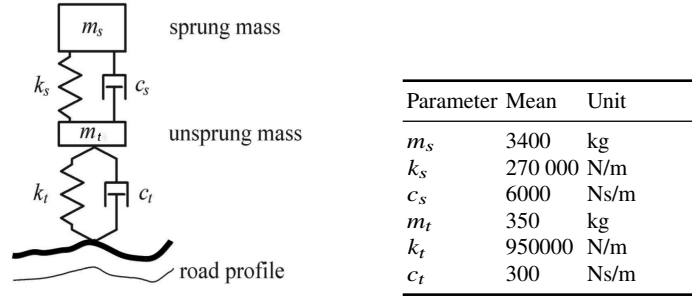 m_s sprung mass
k_s c_s
m_t unsprung mass
k_t c_t
road profile
Parameter Mean Unit
m_s 3400 kg
k_s 270 000 N/m
c_s 6000 Ns/m
m_t 350 kg
k_t 950000 N/m
c_t 300 Ns/m